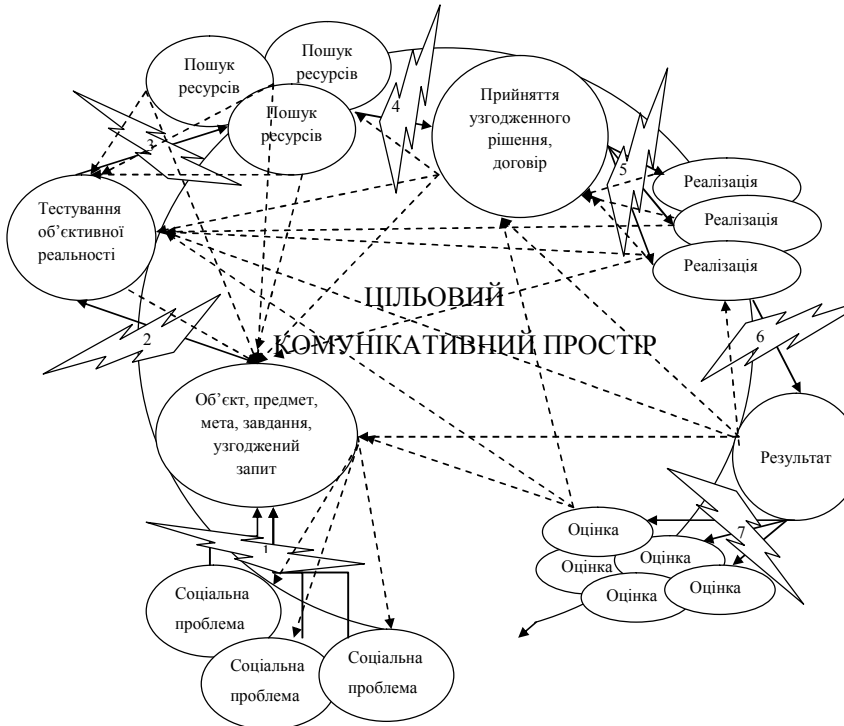 Пошук
ресурсів
Пошук
ресурсів
Пошук
ресурсів
4
Прийняття
узгодженного
рішення,
договір
3
5
Реалізація
Реалізація
Реалізація
Тестування
об’єктивної
реальності
ЦІЛЬОВИЙ
КОМУНІКАТИВНИЙ ПРОСТІР
2
6
Об’єкт, предмет,
мета, завдання,
узгоджений
запит
Результат
7
Оцінка
Оцінка
Оцінка
Оцінка
Оцінка
1
Соціальна
проблема
Соціальна
проблема
Соціальна
проблема